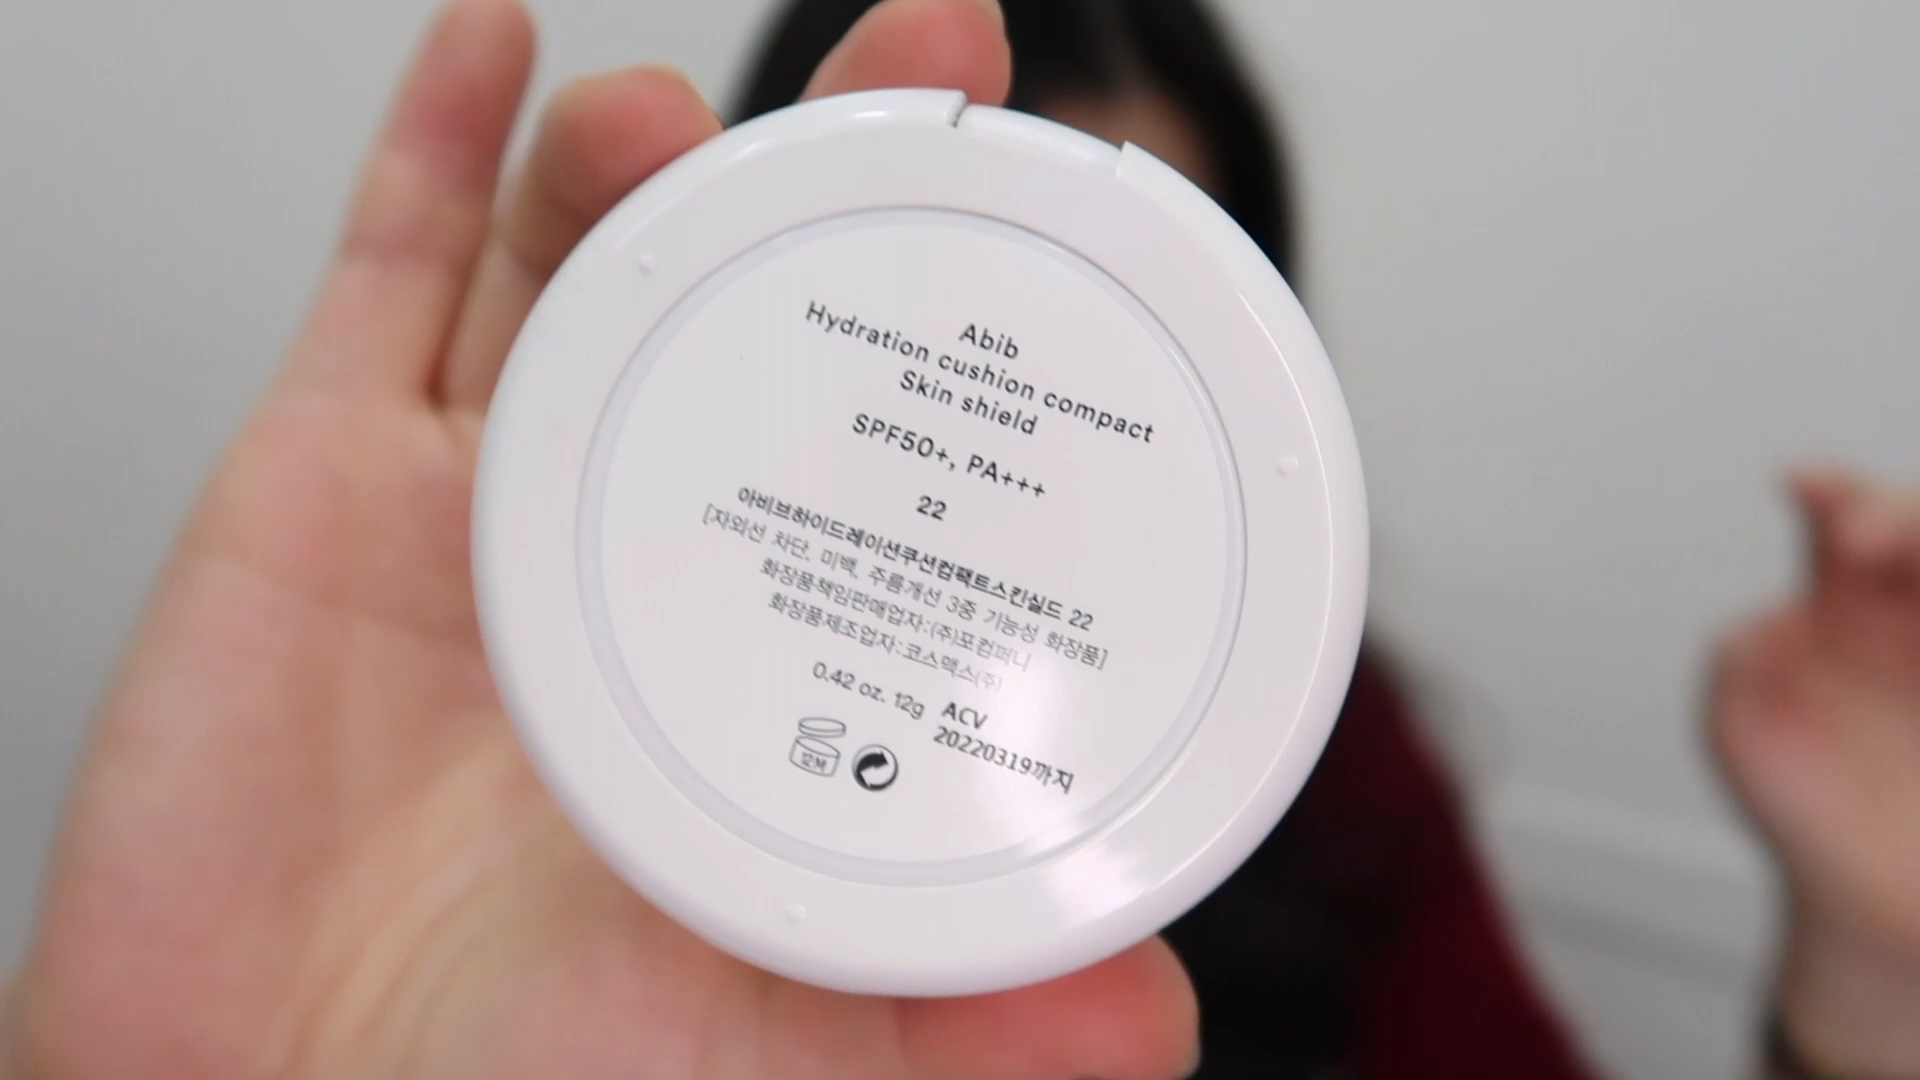 Abib
Hydration cushion compact
Skin shield
SPF50+, PA+++
22
아비브하이드레이션쿠션컴팩트스킨실드 22
[자외선 차단, 미백, 주름개선 3중 기능성 화장품]
화장품책임판매업자:(주)포컴퍼니
화장품제조업자:코스맥스(주)
0.42 oz. 12g
ACV
20220319까지
12M